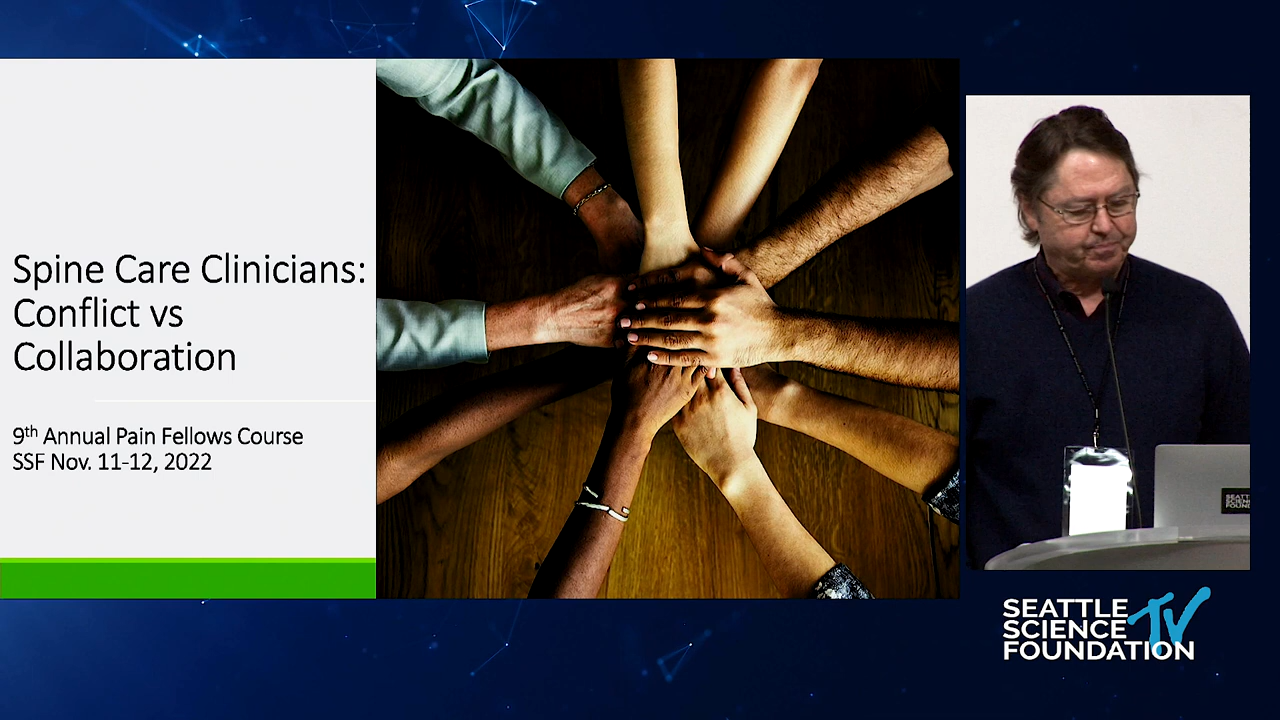 Spine Care Clinicians:
Conflict vs
Collaboration
9th Annual Pain Fellows Course
SSF Nov. 11-12, 2022
SEATTLE
SCIENCE
FOUNDATION
TV